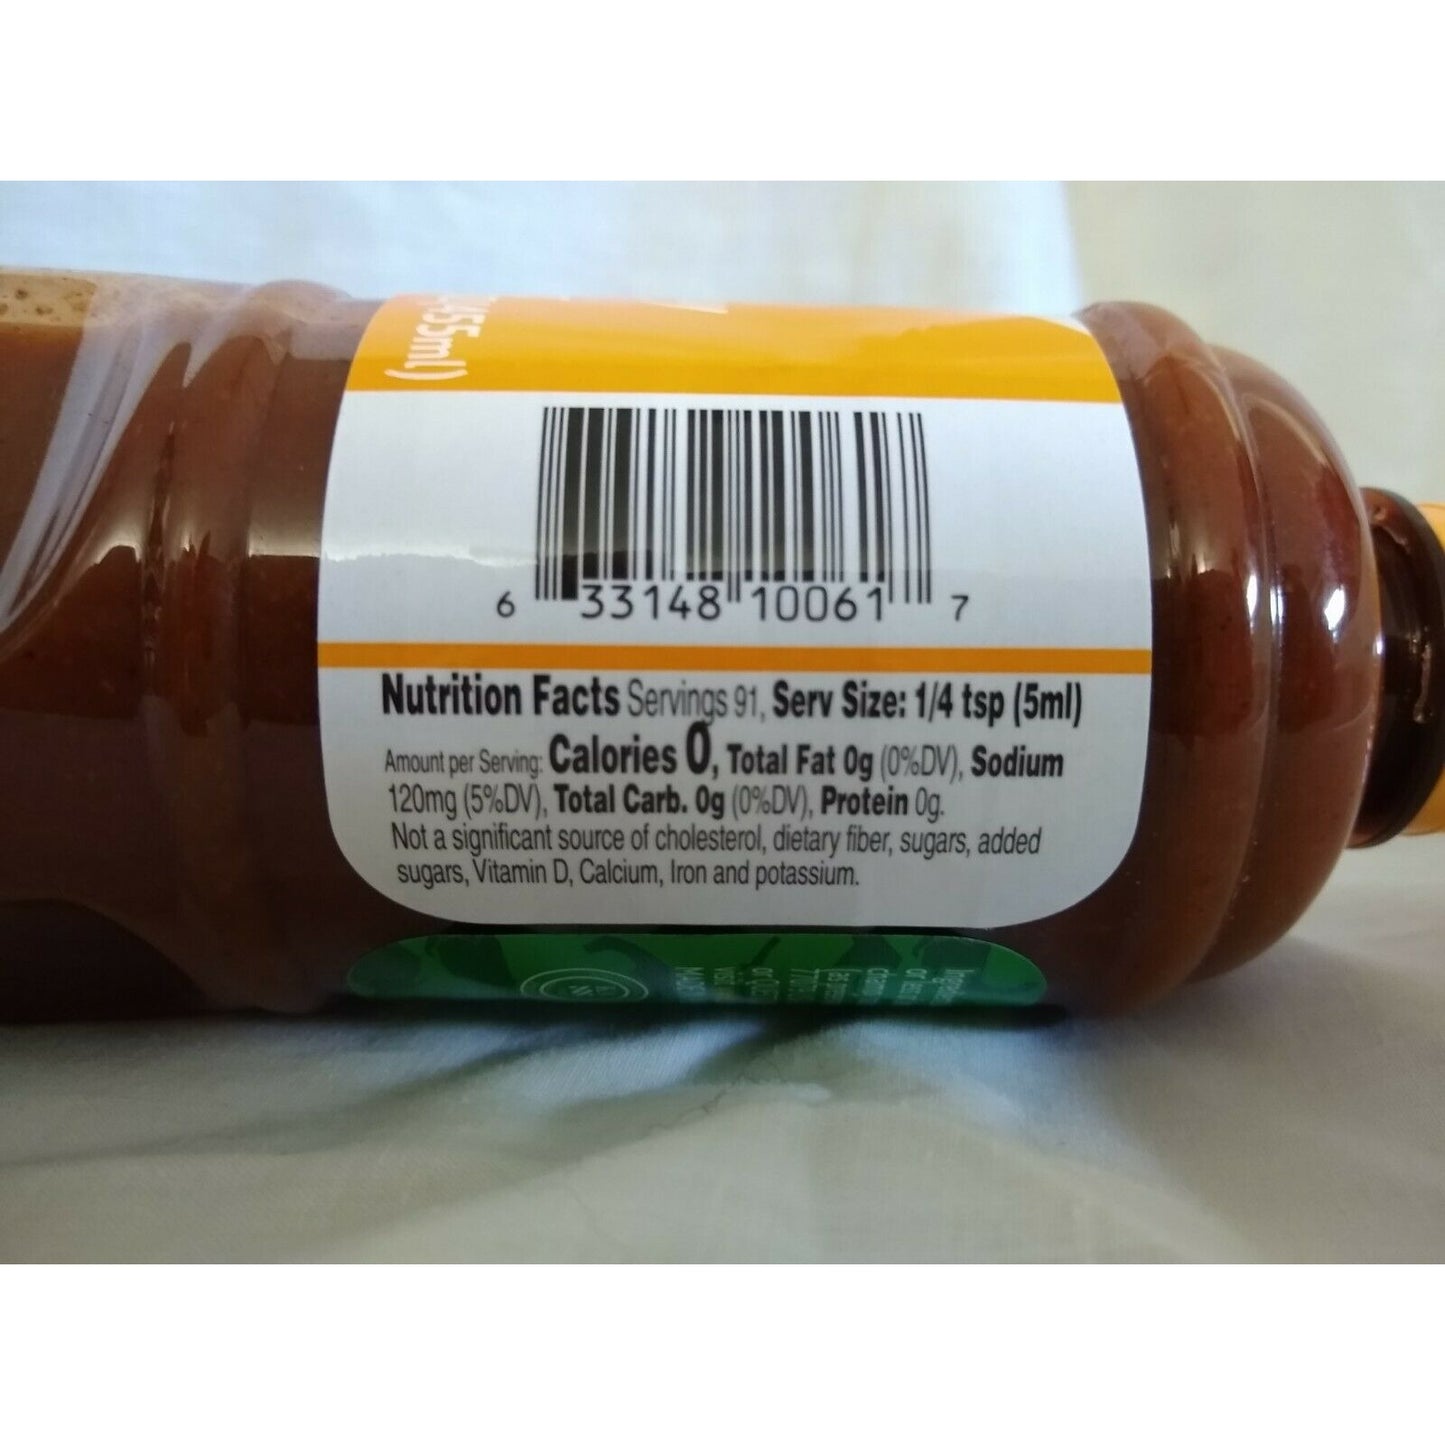 455ml)
6 33148 10061 7
Nutrition Facts Servings 91, Serv Size: 1/4 tsp (5ml)
Amount per Serving: Calories 0, Total Fat 0g (0%DV), Sodium
120mg (5%DV), Total Carb. 0g (0%DV), Protein 0g.
Not a significant source of cholesterol, dietary fiber, sugars, added
sugars, Vitamin D, Calcium, Iron and potassium.